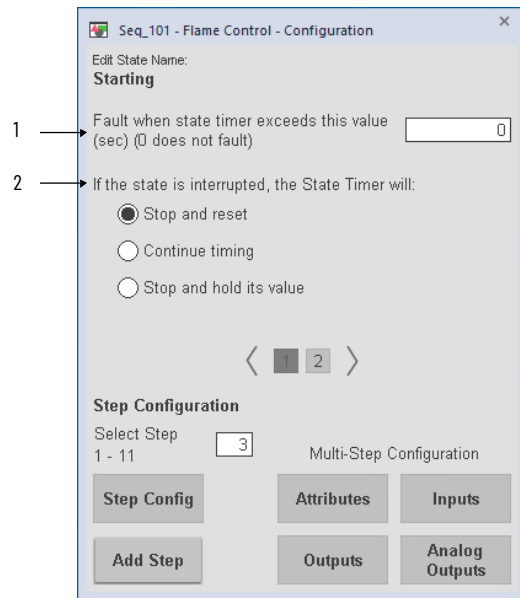 Seq_101 - Flame Control - Configuration
×
Edit State Name:
Starting
1
Fault when state timer exceeds this value
(sec) (0 does not fault)
0
2
If the state is interrupted, the State Timer will:
Stop and reset
Continue timing
Stop and hold its value
1 2
Step Configuration
Select Step
1 - 11
3
Multi-Step Configuration
Step Config
Attributes
Inputs
Add Step
Outputs
Analog
Outputs